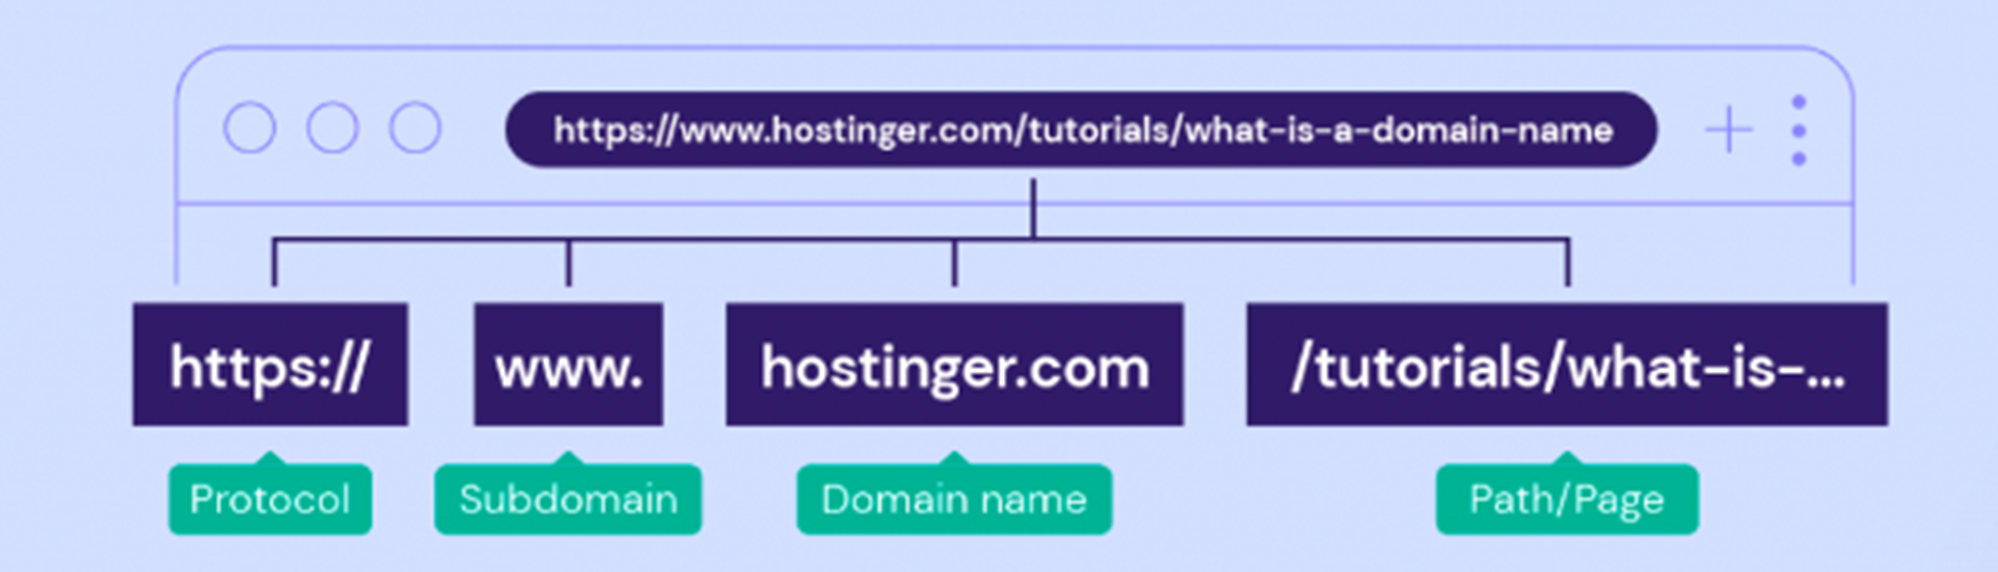 https://www.hostinger.com/tutorials/what-is-a-domain-name
https:// www. hostinger.com /tutorials/what-is-...
Protocol Subdomain Domain name Path/Page